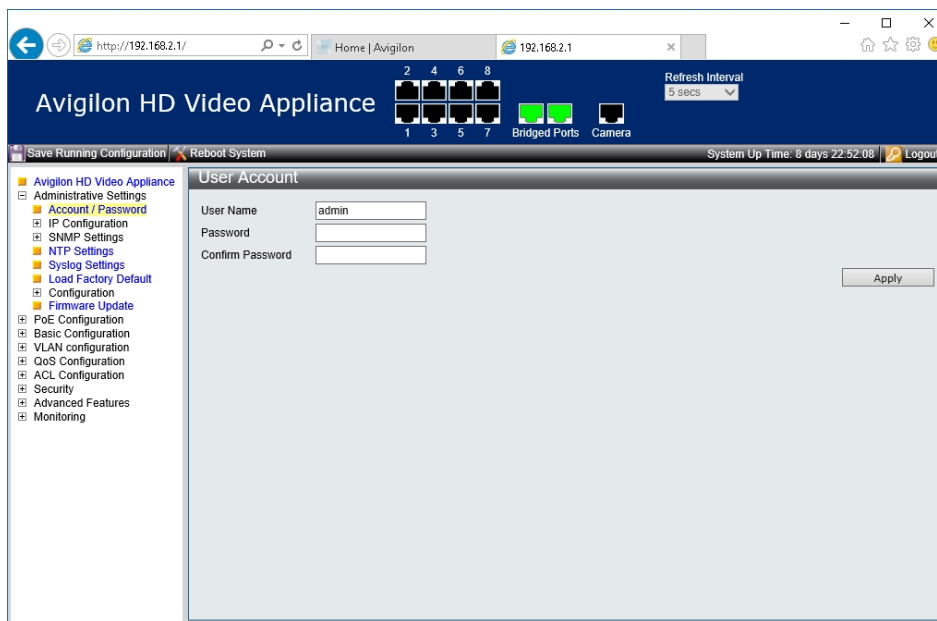 http://192.168.2.1/
Home | Avigilon
192.168.2.1
Avigilon HD Video Appliance
2 4 6 8
1 3 5 7 Bridged Ports Camera
Refresh Interval
5 secs
Save Running Configuration Reboot System
System Up Time: 8 days 22:52:08 Logout
Avigilon HD Video Appliance
Administrative Settings
Account / Password
IP Configuration
SNMP Settings
NTP Settings
Syslog Settings
Load Factory Default
Configuration
Firmware Update
PoE Configuration
Basic Configuration
VLAN configuration
QoS Configuration
ACL Configuration
Security
Advanced Features
Monitoring
User Account
User Name admin
Password
Confirm Password
Apply